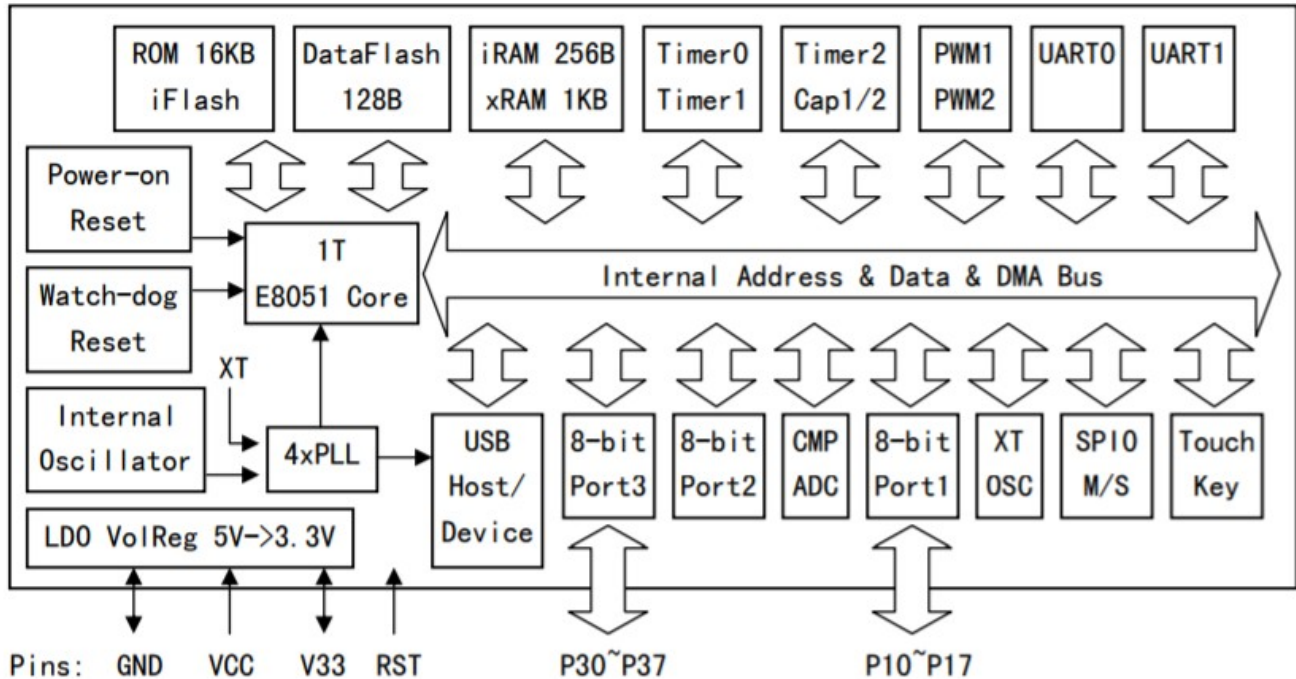 ROM 16KB
iFlash
DataFlash
128B
iRAM 256B
xRAM 1KB
Timer0
Timer1
Timer2
Cap1/2
PWM1
PWM2
UART0
UART1
Power-on
Reset
1T
E8051 Core
Internal Address & Data & DMA Bus
Watch-dog
Reset
XT
Internal
Oscillator
4xPLL
USB
Host/
Device
8-bit
Port3
8-bit
Port2
CMP
ADC
8-bit
Port1
XT
OSC
SPI0
M/S
Touch
Key
LDO VolReg 5V->3.3V
Pins: GND VCC V33 RST P30~P37 P10~P17